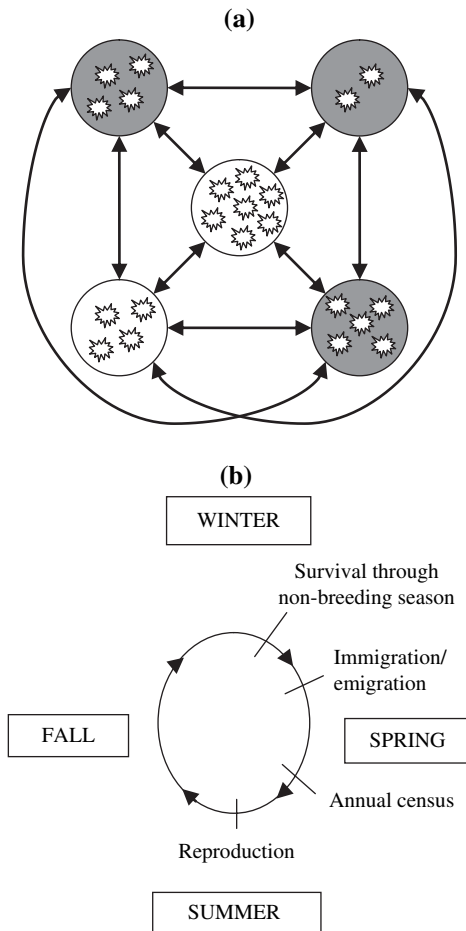 (a)
(b)
WINTER
Survival through
non-breeding season
Immigration/
emigration
FALL
SPRING
Annual census
Reproduction
SUMMER